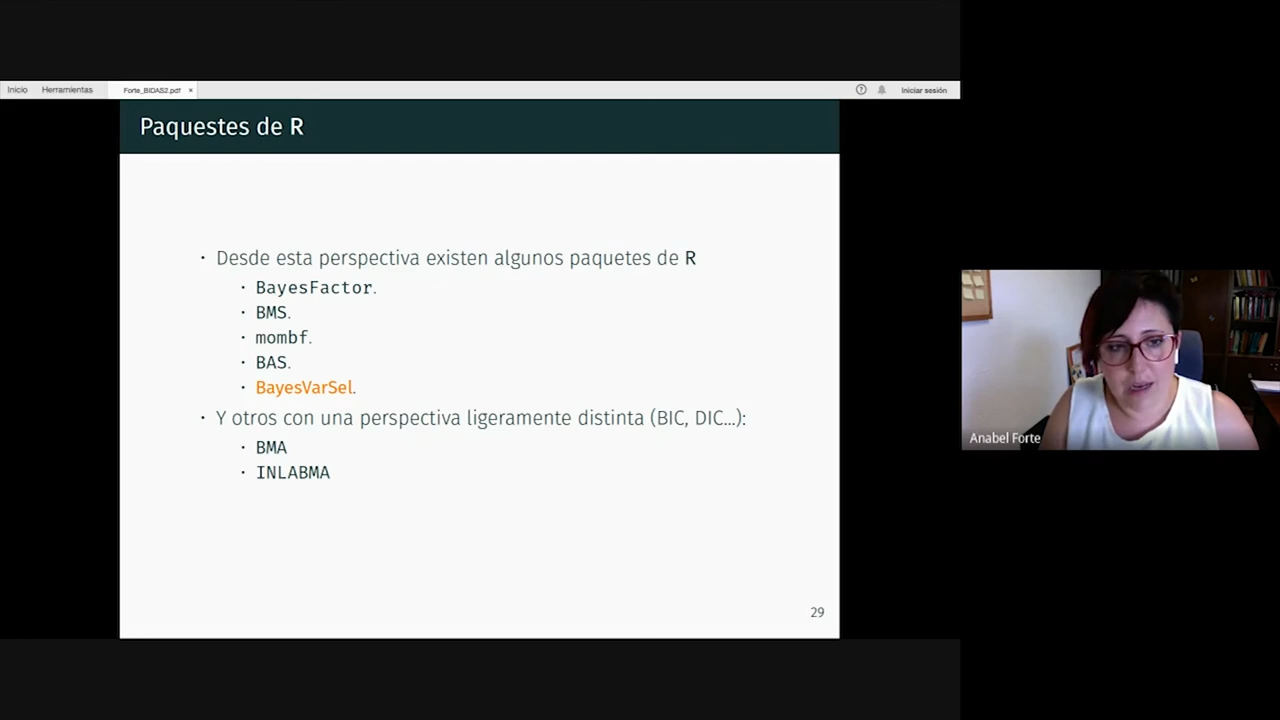 Inicio Herramientas Forte_BIDAS2.pdf × Iniciar sesión
Paquestes de R
· Desde esta perspectiva existen algunos paquetes de R
· BayesFactor.
· BMS.
· mombf.
· BAS.
· BayesVarSel.
· Y otros con una perspectiva ligeramente distinta (BIC, DIC...):
· BMA
· INLABMA
29
Anabel Forte